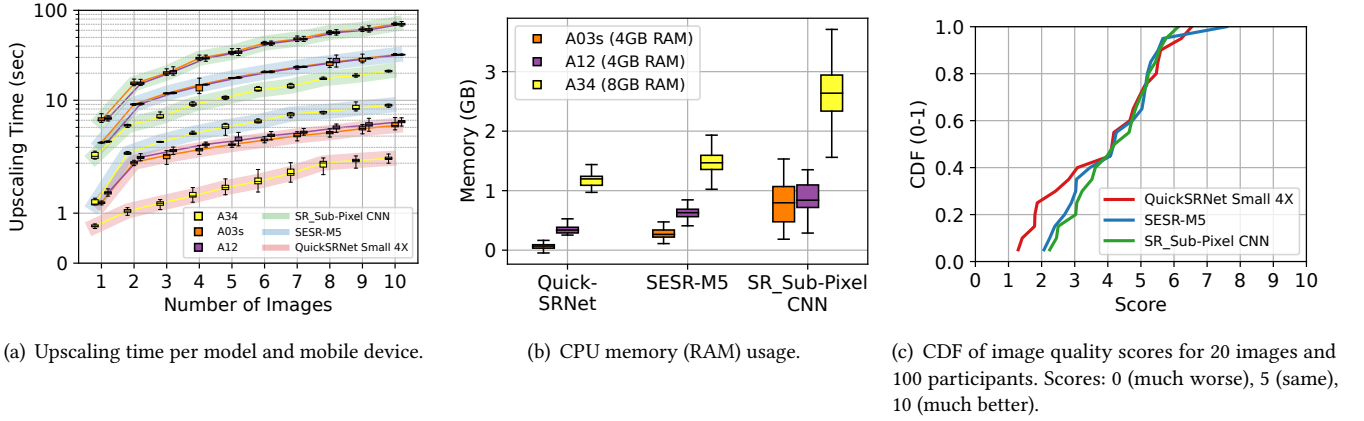 100
10
1
0
Upscaling Time (sec)
1 2 3 4 5 6 7 8 9 10
Number of Images
A34
A03s
A12
SR_Sub-Pixel CNN
SESR-M5
QuickSRNet Small 4X
(a) Upscaling time per model and mobile device.
3
2
1
0
Memory (GB)
A03s (4GB RAM)
A12 (4GB RAM)
A34 (8GB RAM)
Quick-
SRNet
SESR-M5
SR_Sub-Pixel
CNN
(b) CPU memory (RAM) usage.
1.0
0.8
0.6
0.4
0.2
0.0
CDF (0-1)
QuickSRNet Small 4X
SESR-M5
SR_Sub-Pixel CNN
0 1 2 3 4 5 6 7 8 9 10
Score
(c) CDF of image quality scores for 20 images and
100 participants. Scores: 0 (much worse), 5 (same),
10 (much better).